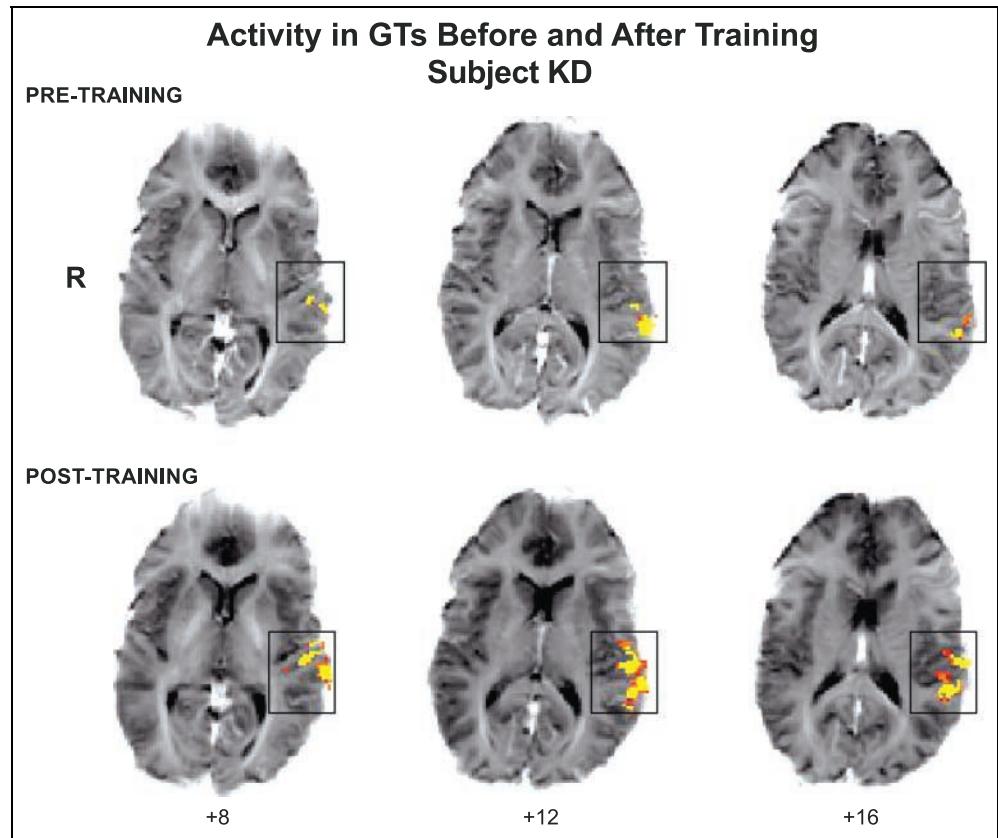 Activity in GTs Before and After Training
Subject KD
PRE-TRAINING
R
POST-TRAINING
+8 +12 +16